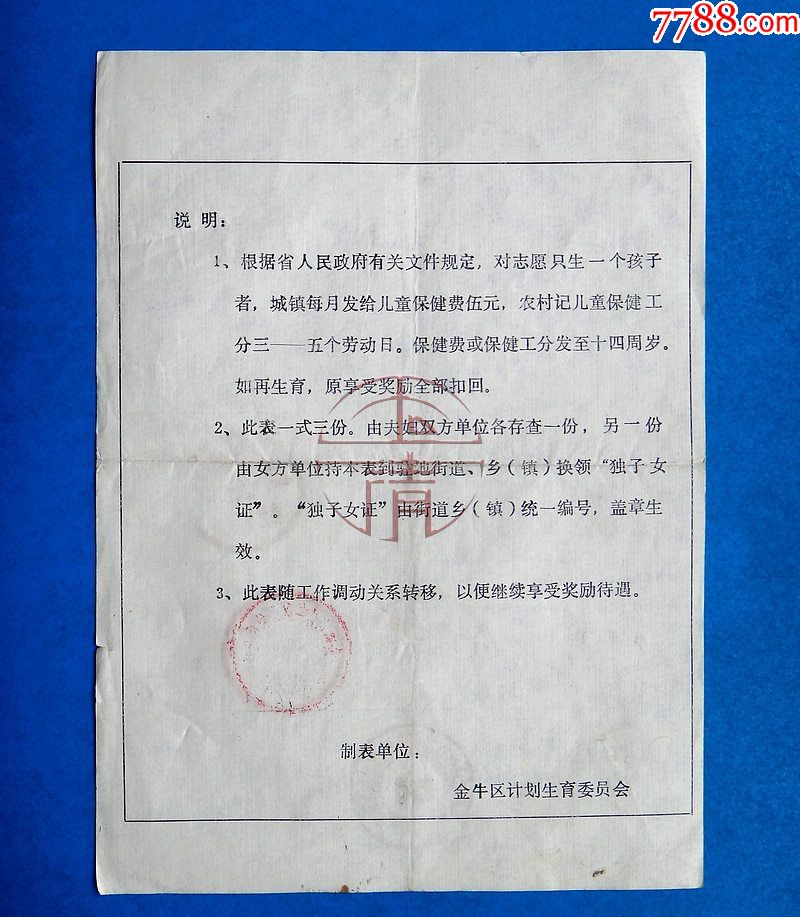 7788.com
说 明：
1、根据省人民政府有关文件规定，对志愿只生一个孩子
者，城镇每月发给儿童保健费伍元，农村记儿童保健工
分三——五个劳动日。保健费或保健工分发至十四周岁。
如再生育，原享受奖励全部扣回。
2、此表一式三份。由夫妇双方单位各存查一份，另一份
由女方单位持本表到驻地街道、乡（镇）换领“独子女
证”。“独子女证”由街道乡（镇）统一编号，盖章生
效。
3、此表随工作调动关系转移，以便继续享受奖励待遇。
制表单位：
金牛区计划生育委员会